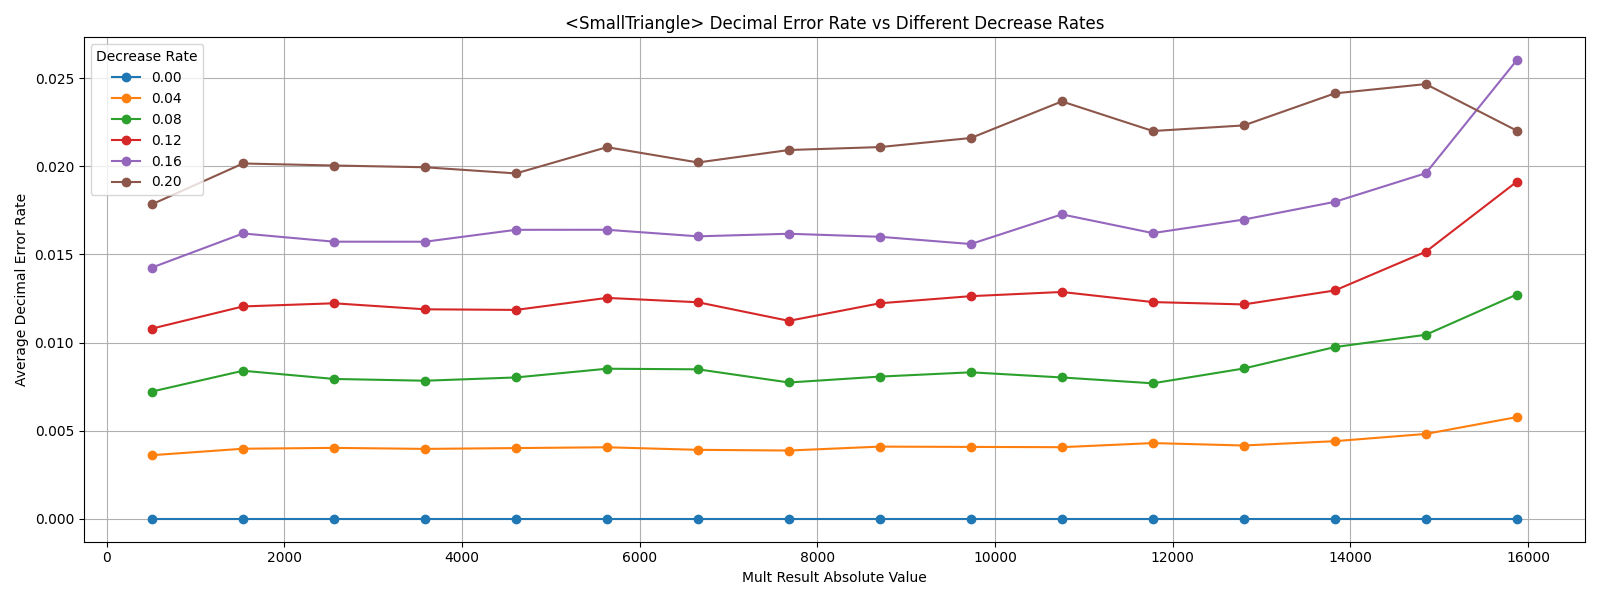 <SmallTriangle> Decimal Error Rate vs Different Decrease Rates
Decrease Rate
0.00
0.04
0.08
0.12
0.16
0.20
Average Decimal Error Rate
0.025
0.020
0.015
0.010
0.005
0.000
0 2000 4000 6000 8000 10000 12000 14000 16000
Mult Result Absolute Value